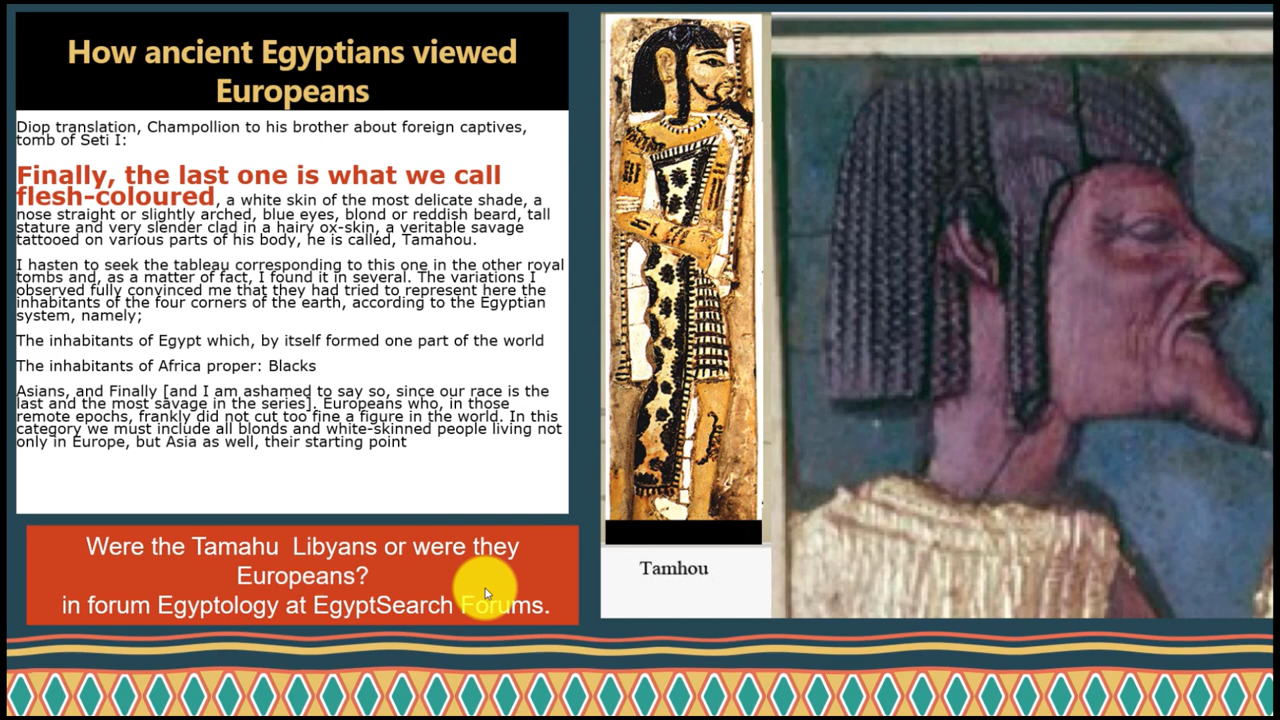 How ancient Egyptians viewed
Europeans
Diop translation, Champollion to his brother about foreign captives,
tomb of Seti I:
Finally, the last one is what we call
flesh-coloured, a white skin of the most delicate shade, a
nose straight or slightly arched, blue eyes, blond or reddish beard, tall
stature and very slender clad in a hairy ox-skin, a veritable savage
tattooed on various parts of his body, he is called, Tamahou.
I hasten to seek the tableau corresponding to this one in the other royal
tombs and, as a matter of fact, I found it in several. The variations I
observed fully convinced me that they had tried to represent here the
inhabitants of the four corners of the earth, according to the Egyptian
system, namely;
The inhabitants of Egypt which, by itself formed one part of the world
The inhabitants of Africa proper: Blacks
Asians, and Finally [and I am ashamed to say so, since our race is the
last and the most savage in the series], Europeans who, in those
remote epochs, frankly did not cut too fine a figure in the world. In this
category we must include all blonds and white-skinned people living not
only in Europe, but Asia as well, their starting point
Were the Tamahu Libyans or were they
Europeans?
in forum Egyptology at EgyptSearch Forums.
Tamhou